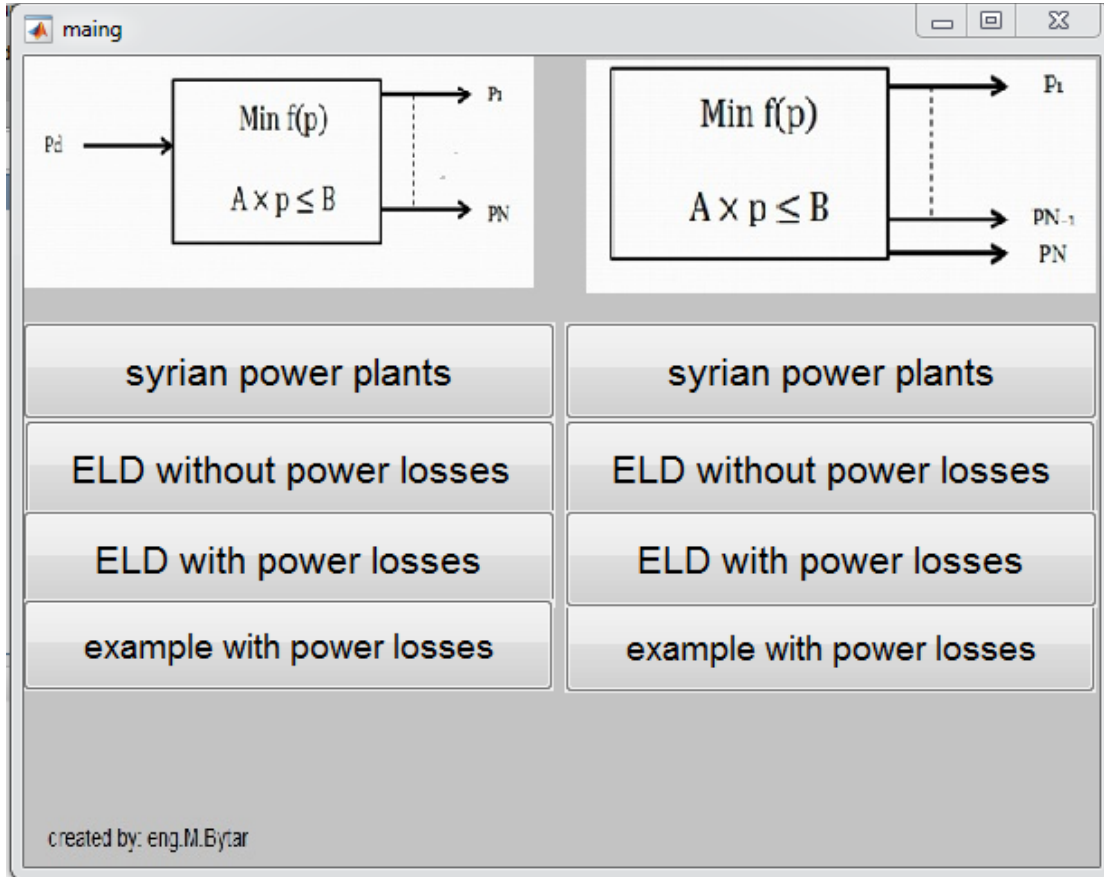 maing
Pd
Min f(p)
A × p ≤ B
P1
PN
Min f(p)
A × p ≤ B
P1
PN-1
PN
syrian power plants
syrian power plants
ELD without power losses
ELD without power losses
ELD with power losses
ELD with power losses
example with power losses
example with power losses
created by: eng.M.Bytar